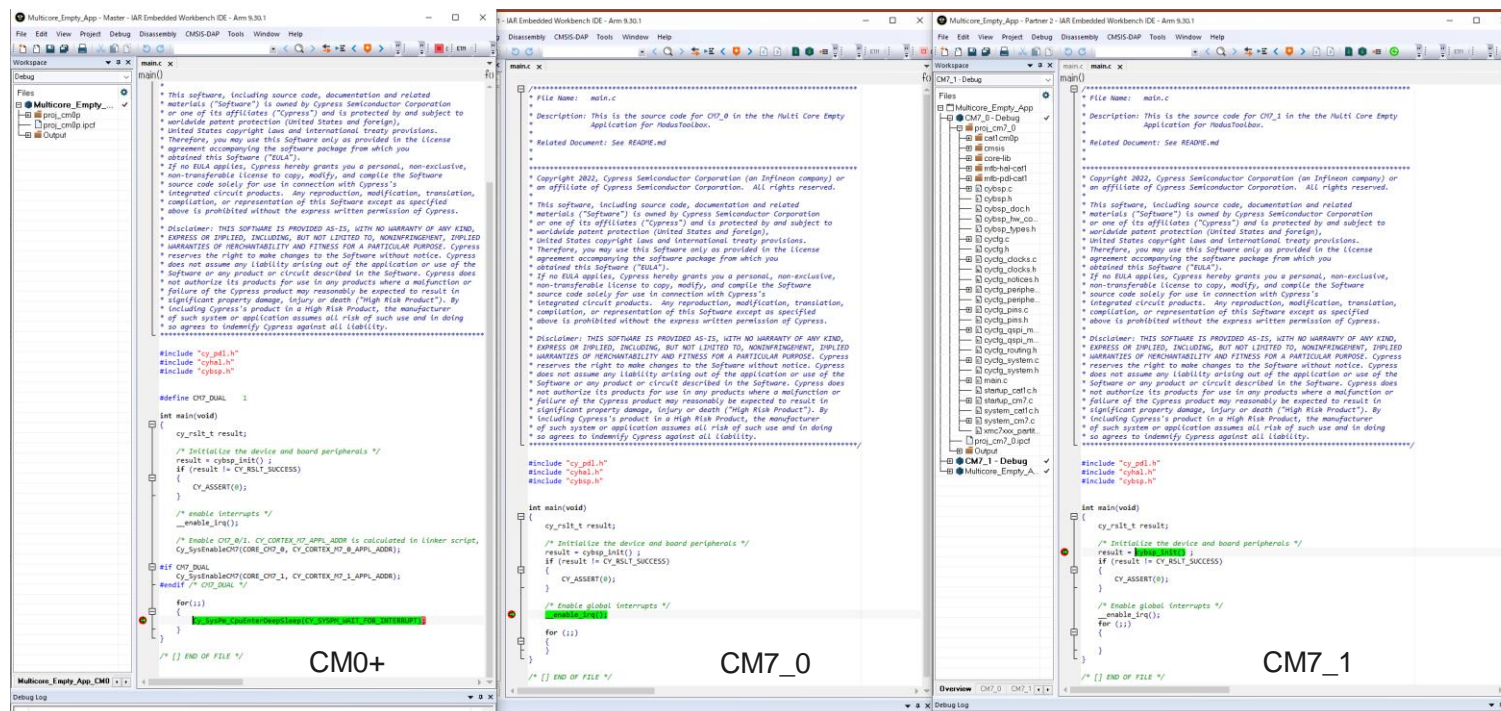 Multicore_Empty_App - Master - IAR Embedded Workbench IDE - Arm 9.30.1
File Edit View Project Debug Disassembly CMSIS-DAP Tools Window Help
Workspace
Debug
Files
Multicore_Empty_...
proj_cm0p
proj_cm0p.ipcf
Output
Multicore_Empty_App_CM0
Debug Log
main.c x
main()
*
* This software, including source code, documentation and related
* materials ("Software") is owned by Cypress Semiconductor Corporation
* or one of its affiliates ("Cypress") and is protected by and subject to
* worldwide patent protection (United States and foreign),
* United States copyright laws and international treaty provisions.
* Therefore, you may use this Software only as provided in the license
* agreement accompanying the software package from which you
* obtained this Software ("EULA").
* If no EULA applies, Cypress hereby grants you a personal, non-exclusive,
* non-transferable license to copy, modify, and compile the Software
* source code solely for use in connection with Cypress's
* integrated circuit products. Any reproduction, modification, translation,
* compilation, or representation of this Software except as specified
* above is prohibited without the express written permission of Cypress.
*
* Disclaimer: THIS SOFTWARE IS PROVIDED AS-IS, WITH NO WARRANTY OF ANY KIND,
* EXPRESS OR IMPLIED, INCLUDING, BUT NOT LIMITED TO, NONINFRINGEMENT, IMPLIED
* WARRANTIES OF MERCHANTABILITY AND FITNESS FOR A PARTICULAR PURPOSE. Cypress
* reserves the right to make changes to the Software without notice. Cypress
* does not assume any liability arising out of the application or use of the
* Software or any product or circuit described in the Software. Cypress does
* not authorize its products for use in any products where a malfunction or
* failure of the Cypress product may reasonably be expected to result in
* significant property damage, injury or death ("High Risk Product"). By
* including Cypress's product in a High Risk Product, the manufacturer
* of such system or application assumes all risk of such use and in doing
* so agrees to indemnify Cypress against all liability.
#include "cy_pdl.h"
#include "cyhal.h"
#include "cybsp.h"
#define CM7_DUAL 1
int main(void)
{
cy_rslt_t result;
/* Initialize the device and board peripherals */
result = cybsp_init() ;
if (result != CY_RSLT_SUCCESS)
{
CY_ASSERT(0);
}
/* enable interrupts */
__enable_irq();
/* Enable CM7_0/1. CY_CORTEX_M7_APPL_ADDR is calculated in linker script,
Cy_SysEnableCM7(CORE_CM7_0, CY_CORTEX_M7_0_APPL_ADDR);
#if CM7_DUAL
Cy_SysEnableCM7(CORE_CM7_1, CY_CORTEX_M7_1_APPL_ADDR);
#endif /* CM7_DUAL */
for(;;)
{
Cy_SysPm_CpuEnterDeepSleep(CY_SYSPM_WAIT_FOR_INTERRUPT);
}
}
/* [] END OF FILE */
CM0+
1 - IAR Embedded Workbench IDE - Arm 9.30.1
Disassembly CMSIS-DAP Tools Window Help
main.c x
/******************************************************************************
* File Name: main.c
*
* Description: This is the source code for CM7_0 in the the Multi Core Empty
* Application for ModusToolbox.
*
* Related Document: See README.md
*
*
*******************************************************************************
* Copyright 2022, Cypress Semiconductor Corporation (an Infineon company) or
* an affiliate of Cypress Semiconductor Corporation. All rights reserved.
*
* This software, including source code, documentation and related
* materials ("Software") is owned by Cypress Semiconductor Corporation
* or one of its affiliates ("Cypress") and is protected by and subject to
* worldwide patent protection (United States and foreign),
* United States copyright laws and international treaty provisions.
* Therefore, you may use this Software only as provided in the license
* agreement accompanying the software package from which you
* obtained this Software ("EULA").
* If no EULA applies, Cypress hereby grants you a personal, non-exclusive,
* non-transferable license to copy, modify, and compile the Software
* source code solely for use in connection with Cypress's
* integrated circuit products. Any reproduction, modification, translation,
* compilation, or representation of this Software except as specified
* above is prohibited without the express written permission of Cypress.
*
* Disclaimer: THIS SOFTWARE IS PROVIDED AS-IS, WITH NO WARRANTY OF ANY KIND,
* EXPRESS OR IMPLIED, INCLUDING, BUT NOT LIMITED TO, NONINFRINGEMENT, IMPLIED
* WARRANTIES OF MERCHANTABILITY AND FITNESS FOR A PARTICULAR PURPOSE. Cypress
* reserves the right to make changes to the Software without notice. Cypress
* does not assume any liability arising out of the application or use of the
* Software or any product or circuit described in the Software. Cypress does
* not authorize its products for use in any products where a malfunction or
* failure of the Cypress product may reasonably be expected to result in
* significant property damage, injury or death ("High Risk Product"). By
* including Cypress's product in a High Risk Product, the manufacturer
* of such system or application assumes all risk of such use and in doing
* so agrees to indemnify Cypress against all liability.
*******************************************************************************/
#include "cy_pdl.h"
#include "cyhal.h"
#include "cybsp.h"
int main(void)
{
cy_rslt_t result;
/* Initialize the device and board peripherals */
result = cybsp_init() ;
if (result != CY_RSLT_SUCCESS)
{
CY_ASSERT(0);
}
/* Enable global interrupts */
__enable_irq();
for (;;)
{
}
}
/* [] END OF FILE */
CM7_0
Multicore_Empty_App - Partner 2 - IAR Embedded Workbench IDE - Arm 9.30.1
File Edit View Project Debug Disassembly CMSIS-DAP Tools Window Help
Workspace
CM7_1 - Debug
Files
Multicore_Empty_App
CM7_0 - Debug
proj_cm7_0
cat1cm0p
cmsis
core-lib
mtb-hal-cat1
mtb-pdl-cat1
cybsp.c
cybsp.h
cybsp_doc.h
cybsp_hw_co...
cybsp_types.h
cycfg.c
cycfg.h
cycfg_clocks.c
cycfg_clocks.h
cycfg_notices.h
cycfg_periphe...
cycfg_periphe...
cycfg_pins.c
cycfg_pins.h
cycfg_qspi_m...
cycfg_qspi_m...
cycfg_routing.h
cycfg_system.c
cycfg_system.h
main.c
startup_cat1c.h
startup_cm7.c
system_cat1c.h
system_cm7.c
xmc7xxx_partit...
proj_cm7_0.ipcf
Output
CM7_1 - Debug
Multicore_Empty_A...
Overview CM7_0 CM7_1
Debug Log
main.c main.c x
main()
/******************************************************************************
* File Name: main.c
*
* Description: This is the source code for CM7_1 in the the Multi Core Empty
* Application for ModusToolbox.
*
* Related Document: See README.md
*
*
*******************************************************************************
* Copyright 2022, Cypress Semiconductor Corporation (an Infineon company) or
* an affiliate of Cypress Semiconductor Corporation. All rights reserved.
*
* This software, including source code, documentation and related
* materials ("Software") is owned by Cypress Semiconductor Corporation
* or one of its affiliates ("Cypress") and is protected by and subject to
* worldwide patent protection (United States and foreign),
* United States copyright laws and international treaty provisions.
* Therefore, you may use this Software only as provided in the license
* agreement accompanying the software package from which you
* obtained this Software ("EULA").
* If no EULA applies, Cypress hereby grants you a personal, non-exclusive,
* non-transferable license to copy, modify, and compile the Software
* source code solely for use in connection with Cypress's
* integrated circuit products. Any reproduction, modification, translation,
* compilation, or representation of this Software except as specified
* above is prohibited without the express written permission of Cypress.
*
* Disclaimer: THIS SOFTWARE IS PROVIDED AS-IS, WITH NO WARRANTY OF ANY KIND,
* EXPRESS OR IMPLIED, INCLUDING, BUT NOT LIMITED TO, NONINFRINGEMENT, IMPLIED
* WARRANTIES OF MERCHANTABILITY AND FITNESS FOR A PARTICULAR PURPOSE. Cypress
* reserves the right to make changes to the Software without notice. Cypress
* does not assume any liability arising out of the application or use of the
* Software or any product or circuit described in the Software. Cypress does
* not authorize its products for use in any products where a malfunction or
* failure of the Cypress product may reasonably be expected to result in
* significant property damage, injury or death ("High Risk Product"). By
* including Cypress's product in a High Risk Product, the manufacturer
* of such system or application assumes all risk of such use and in doing
* so agrees to indemnify Cypress against all liability.
*******************************************************************************/
#include "cy_pdl.h"
#include "cyhal.h"
#include "cybsp.h"
int main(void)
{
cy_rslt_t result;
/* Initialize the device and board peripherals */
result = cybsp_init() ;
if (result != CY_RSLT_SUCCESS)
{
CY_ASSERT(0);
}
/* Enable global interrupts */
__enable_irq();
for (;;)
{
}
}
/* [] END OF FILE */
CM7_1